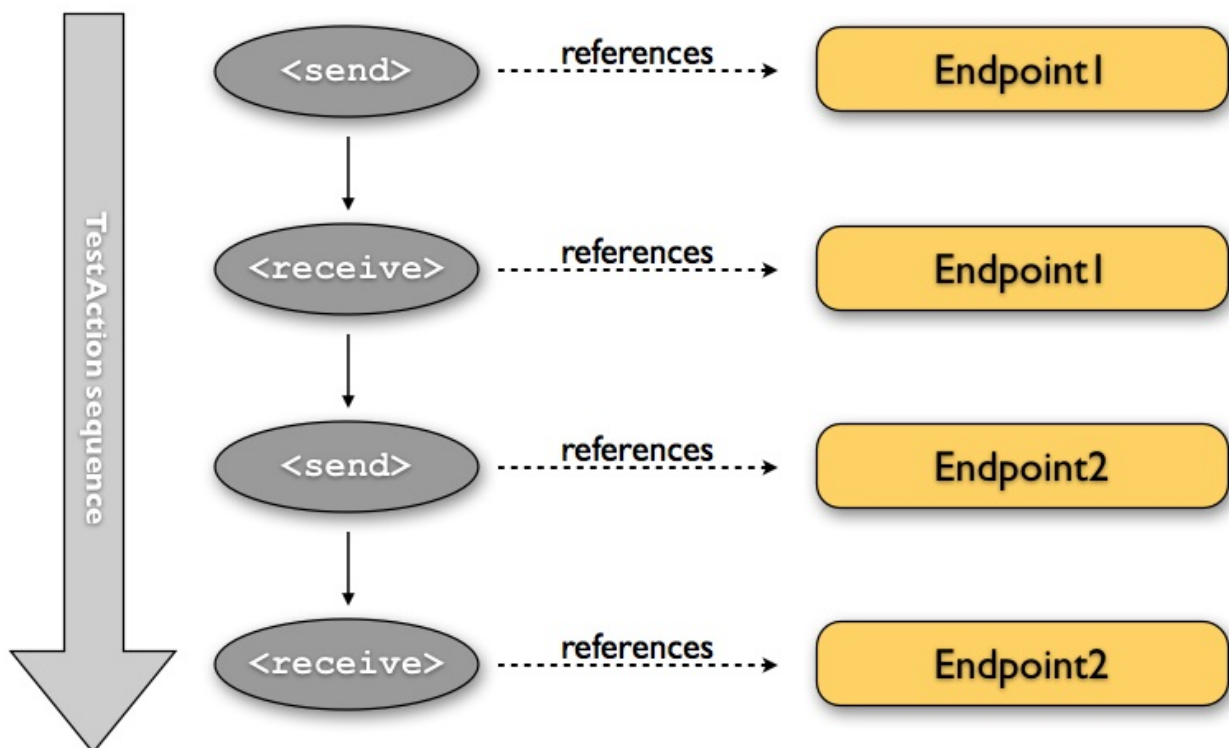 TestAction sequence
<send>
references
Endpoint1
<receive>
references
Endpoint1
<send>
references
Endpoint2
<receive>
references
Endpoint2